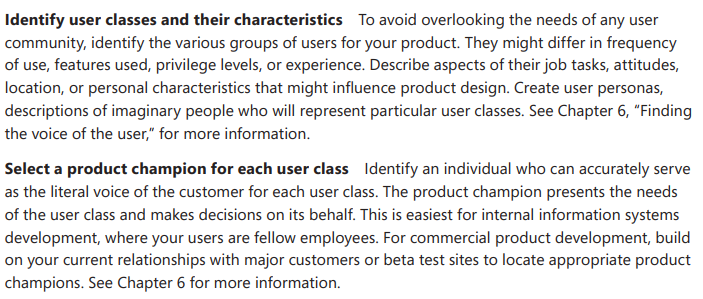 Identify user classes and their characteristics To avoid overlooking the needs of any user
community, identify the various groups of users for your product. They might differ in frequency
of use, features used, privilege levels, or experience. Describe aspects of their job tasks, attitudes,
location, or personal characteristics that might influence product design. Create user personas,
descriptions of imaginary people who will represent particular user classes. See Chapter 6, “Finding
the voice of the user,” for more information.
Select a product champion for each user class Identify an individual who can accurately serve
as the literal voice of the customer for each user class. The product champion presents the needs
of the user class and makes decisions on its behalf. This is easiest for internal information systems
development, where your users are fellow employees. For commercial product development, build
on your current relationships with major customers or beta test sites to locate appropriate product
champions. See Chapter 6 for more information.